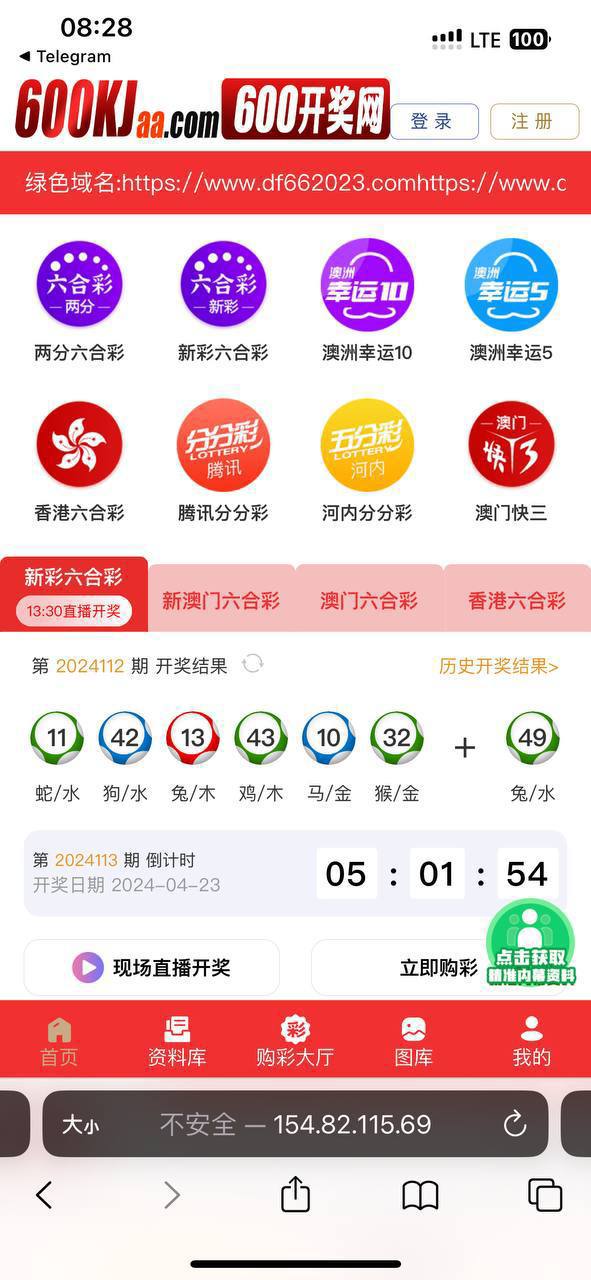 08:28
LTE 100
◀ Telegram
600KJaa.com 600开奖网
登录 注册
绿色域名:https://www.df662023.comhttps://www.c
六合彩 两分 六合彩 新彩 澳洲 幸运10 澳洲 幸运5
两分六合彩 新彩六合彩 澳洲幸运10 澳洲幸运5
分分彩 LOTTERY 腾讯 五分彩 LOTTERY 河内 澳门 快3
香港六合彩 腾讯分分彩 河内分分彩 澳门快三
新彩六合彩 新澳门六合彩 澳门六合彩 香港六合彩
13:30直播开奖
第 2024112 期 开奖结果 历史开奖结果>
11 42 13 43 10 32 + 49
蛇/水 狗/水 兔/木 鸡/木 马/金 猴/金 兔/水
第 2024113 期 倒计时
开奖日期 2024-04-23
05 : 01 : 54
点击获取
精准内幕资料
现场直播开奖 立即购彩
彩
首页 资料库 购彩大厅 图库 我的
大小 不安全 — 154.82.115.69